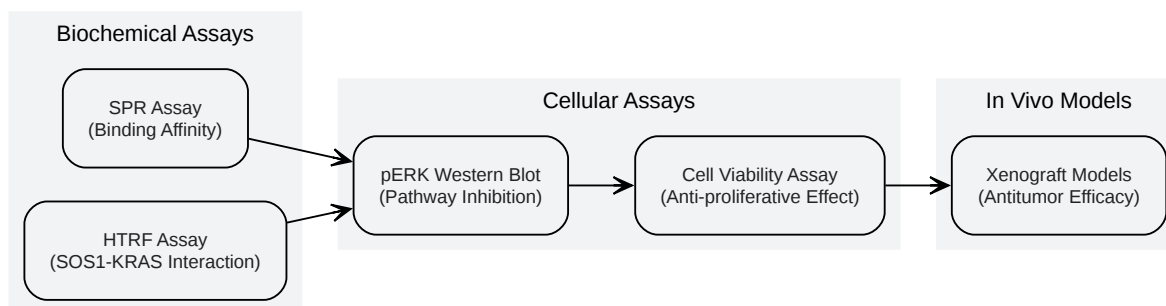 Biochemical Assays
SPR Assay
(Binding Affinity)
HTRF Assay
(SOS1-KRAS Interaction)
Cellular Assays
pERK Western Blot
(Pathway Inhibition)
Cell Viability Assay
(Anti-proliferative Effect)
In Vivo Models
Xenograft Models
(Antitumor Efficacy)